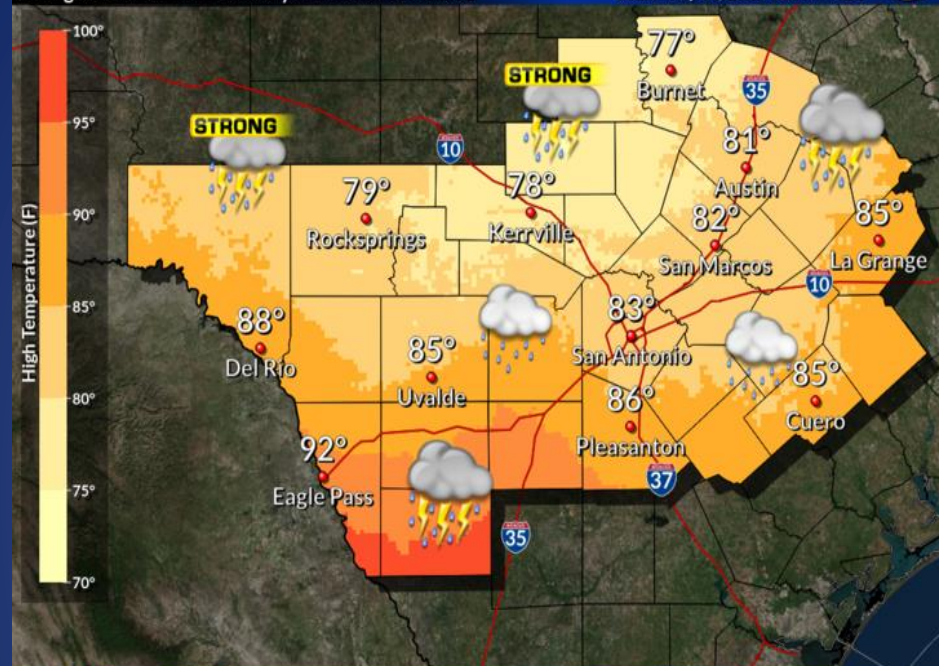 100°
95°
90°
85°
80°
75°
70°
High Temperature (F)
77°
Burnet
STRONG
35
STRONG
10
81°
Austin
79°
Rocksprings
78°
Kerrville
82°
San Marcos
85°
La Grange
10
88°
Del Rio
85°
Uvalde
83°
San Antonio
85°
Cuero
86°
Pleasanton
92°
Eagle Pass
37
35